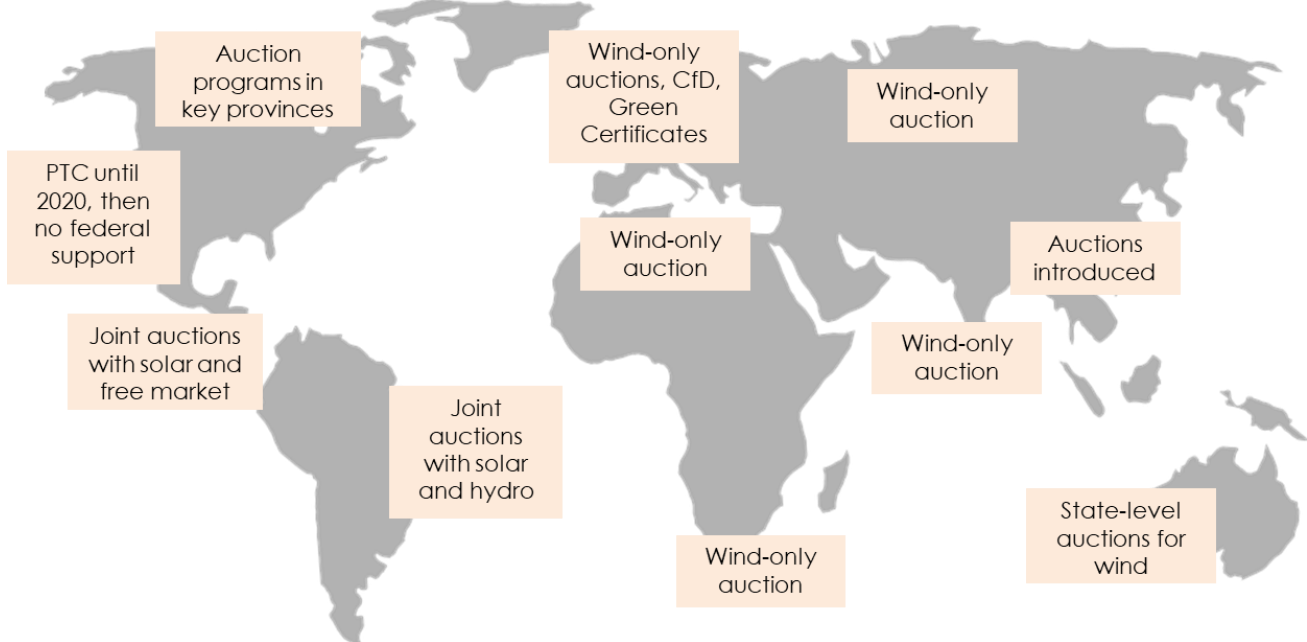 Auction
programs in
key provinces
Wind-only
auctions, CfD,
Green
Certificates
Wind-only
auction
PTC until
2020, then
no federal
support
Wind-only
auction
Auctions
introduced
Joint auctions
with solar and
free market
Wind-only
auction
Joint
auctions
with solar
and hydro
State-level
auctions for
wind
Wind-only
auction